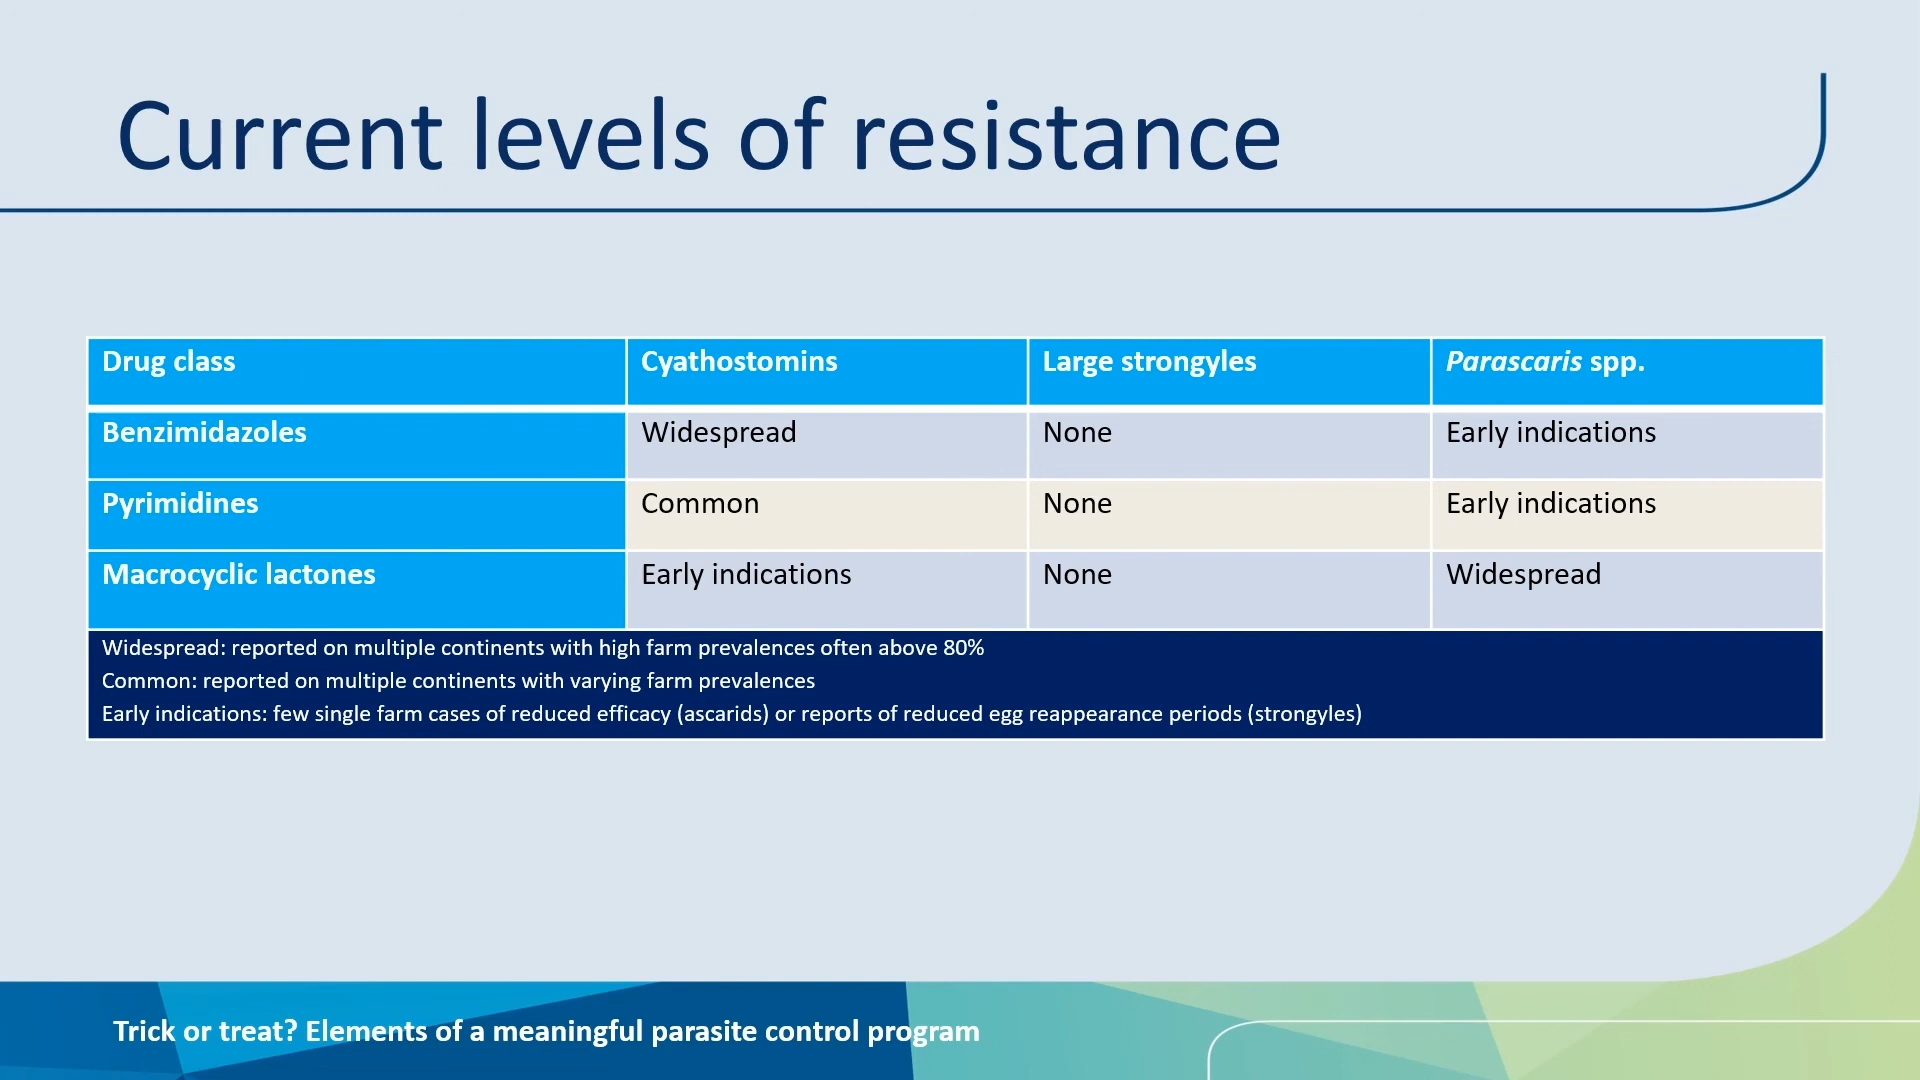 Current levels of resistance
Drug class Cyathostomins Large strongyles Parascaris spp.
Benzimidazoles Widespread None Early indications
Pyrimidines Common None Early indications
Macrocyclic lactones Early indications None Widespread
Widespread: reported on multiple continents with high farm prevalences often above 80%
Common: reported on multiple continents with varying farm prevalences
Early indications: few single farm cases of reduced efficacy (ascarids) or reports of reduced egg reappearance periods (strongyles)
Trick or treat? Elements of a meaningful parasite control program